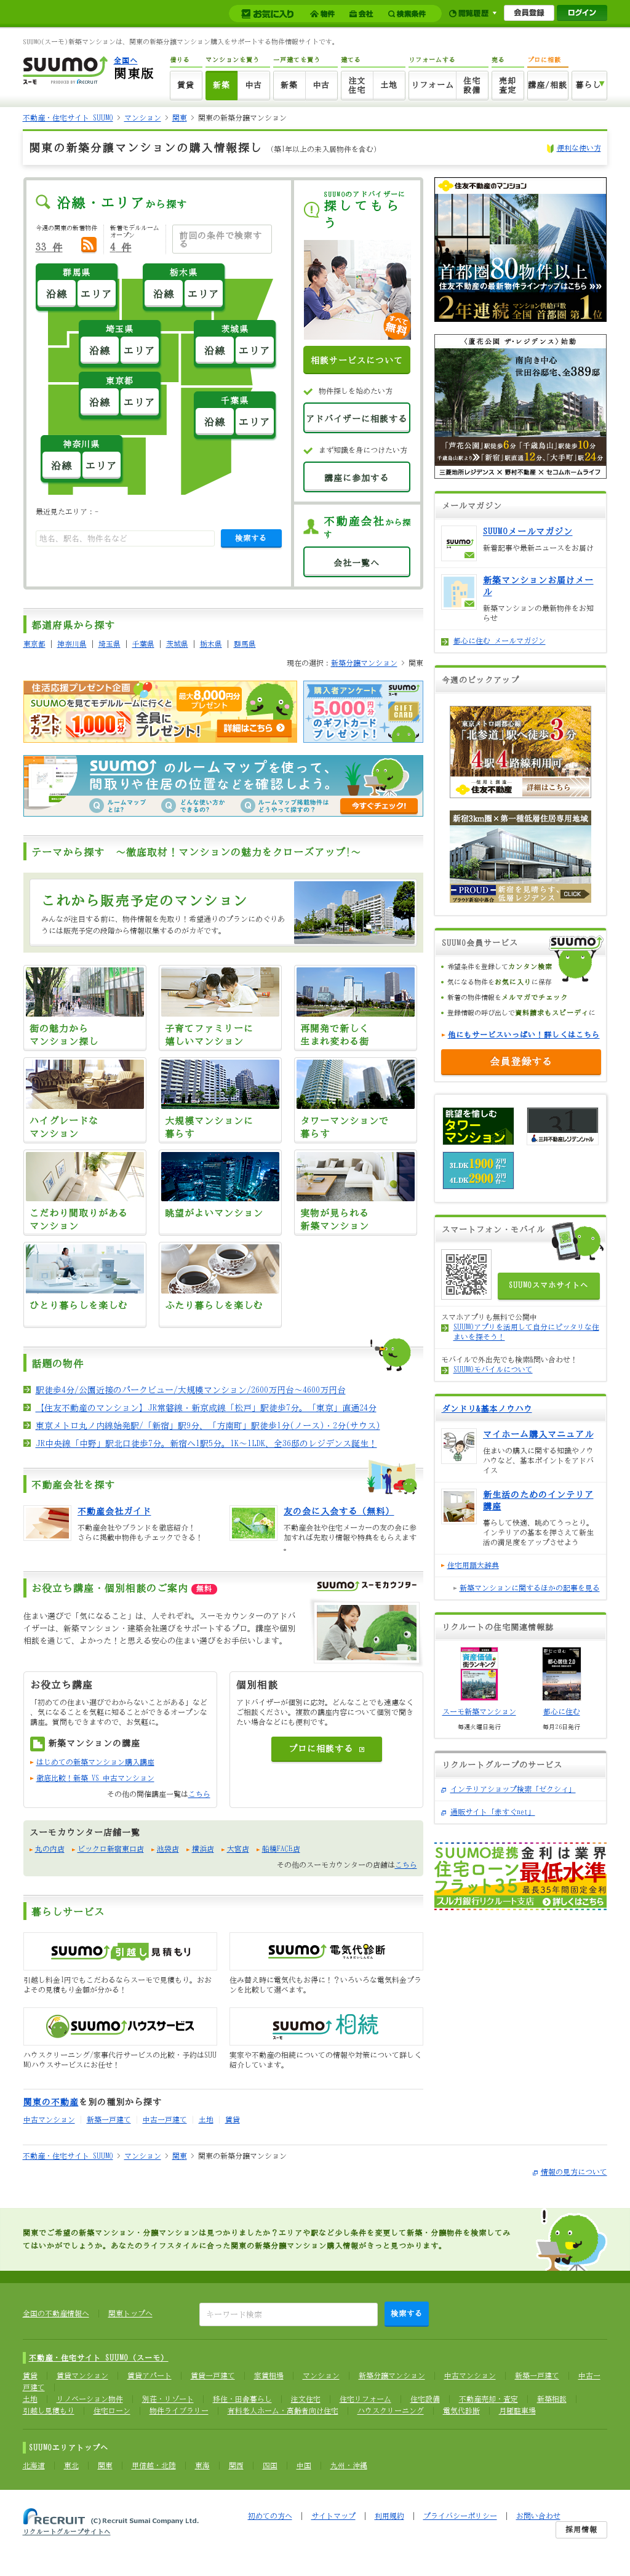 お気に入り
物件
会社
検索条件
閲覧履歴
会員登録
ログイン
SUUMO(スーモ)新築マンションは、関東の新築分譲マンション購入をサポートする物件情報サイトです。
SUUMO
スーモ
PRODUCED BY RECRUIT
全国へ
関東版
借りる
マンションを買う
一戸建てを買う
建てる
リフォームする
売る
プロに相談
賃貸
新築
中古
新築
中古
注文住宅
土地
リフォーム
住宅設備
売却査定
講座/相談
暮らし
不動産・住宅サイト SUUMO > マンション > 関東 > 関東の新築分譲マンション
関東の新築分譲マンションの購入情報探し (築1年以上の未入居物件を含む)
便利な使い方
沿線・エリアから探す
今週の関東の新着物件
33 件
新着モデルルームオープン
4 件
前回の条件で検索する
群馬県
沿線 エリア
栃木県
沿線 エリア
埼玉県
沿線 エリア
茨城県
沿線 エリア
東京都
沿線 エリア
千葉県
沿線 エリア
神奈川県
沿線 エリア
最近見たエリア:-
地名、駅名、物件名など
検索する
SUUMOのアドバイザーに
探してもらう
すべて無料
相談サービスについて
物件探しを始めたい方
アドバイザーに相談する
まず知識を身につけたい方
講座に参加する
不動産会社から探す
会社一覧へ
都道府県から探す
東京都 | 神奈川県 | 埼玉県 | 千葉県 | 茨城県 | 栃木県 | 群馬県
現在の選択:新築分譲マンション > 関東
住活応援プレゼント企画
SUUMOを見てモデルルームに行くと
最大8,000円分プレゼント
ギフトカード1,000円分 全員にプレゼント!
詳細はこちら
購入者アンケート
5,000円分のギフトカードプレゼント!
GIFT CARD
SUUMOのルームマップを使って、
間取りや住居の位置などを確認しよう。
ルームマップとは?
どんな使い方かできるの?
ルームマップ掲載物件はどうやって探すの?
今すぐチェック!
テーマから探す ～徹底取材!マンションの魅力をクローズアップ!～
これから販売予定のマンション
みんなが注目する前に、物件情報を先取り!希望通りのプランにめぐりあうには販売予定の段階から情報収集するのがカギです。
街の魅力からマンション探し
子育てファミリーに嬉しいマンション
再開発で新しく生まれ変わる街
ハイグレードなマンション
大規模マンションに暮らす
タワーマンションで暮らす
こだわり間取りがあるマンション
眺望がよいマンション
実物が見られる新築マンション
ひとり暮らしを楽しむ
ふたり暮らしを楽しむ
話題の物件
駅徒歩4分/公園近接のパークビュー/大規模マンション/2600万円台～4600万円台
【住友不動産のマンション】JR常磐線・新京成線「松戸」駅徒歩7分。「東京」直通24分
東京メトロ丸ノ内線始発駅/「新宿」駅9分、「方南町」駅徒歩1分(ノース)・2分(サウス)
JR中央線「中野」駅北口徒歩7分。新宿へ1駅5分。1K～1LDK、全36邸のレジデンス誕生!
不動産会社を探す
不動産会社ガイド
不動産会社やブランドを徹底紹介!
さらに掲載中物件もチェックできる!
友の会に入会する(無料)
不動産会社や住宅メーカーの友の会に参加すれば先取り情報や特典をもらえます。
お役立ち講座・個別相談のご案内 無料
SUUMO スーモカウンター
住まい選びで「気になること」は、人それぞれ。スーモカウンターのアドバイザーは、新築マンション・建築会社選びをサポートするプロ。講座や個別相談を通じて、よかった!と思える安心の住まい選びをお手伝いします。
お役立ち講座
「初めての住まい選びでわからないことがある」など、気になることを気軽に知ることができるオープンな講座。質問もできますので、お気軽に。
新築マンションの講座
はじめての新築マンション購入講座
徹底比較!新築 VS 中古マンション
その他の開催講座一覧はこちら
個別相談
アドバイザーが個別に応対。どんなことでも遠慮なくご相談ください。複数の講座内容について個別で聞きたい場合などにも便利です。
プロに相談する
スーモカウンター店舗一覧
丸の内店
ビックロ新宿東口店
池袋店
横浜店
大宮店
船橋FACE店
その他のスーモカウンターの店舗はこちら
暮らしサービス
SUUMO 引越し見積もり
引越し料金1円でもこだわるならスーモで見積もり。おおよその見積もり金額が分かる!
SUUMO 電気代診断
住み替え時に電気代もお得に!?いろいろな電気料金プランを比較して選べます。
SUUMO ハウスサービス
ハウスクリーニング/家事代行サービスの比較・予約はSUUMOハウスサービスにお任せ!
SUUMO 相続
実家や不動産の相続についての情報や対策について詳しく紹介しています。
関東の不動産を別の種別から探す
中古マンション
新築一戸建て
中古一戸建て
土地
賃貸
不動産・住宅サイト SUUMO > マンション > 関東 > 関東の新築分譲マンション
情報の見方について
住友不動産のマンション
首都圏80物件以上
住友不動産の新築マンションラインナップはこちら
2年連続 マンション供給戸数 全国・首都圏 第1位
〈蘆花公園 ザ・レジデンス〉始動
南向き中心
世田谷邸宅、全389邸
「芦花公園」駅徒歩6分 「千歳烏山」駅徒歩10分
千歳烏山駅より「新宿」駅直通12分、「大手町」駅24分
三菱地所レジデンス × 野村不動産 × セコムホームライフ
メールマガジン
SUUMOメールマガジン
新着記事や最新ニュースをお届け
新築マンションお届けメール
新築マンションの最新物件をお知らせ
都心に住む メールマガジン
今週のピックアップ
東京メトロ副都心線
「北参道」駅へ徒歩3分
4駅4路線利用可
住友不動産
詳細はこちら
新宿3km圏×第一種低層住居専用地域
PROUD
プラウド新宿中落合
新宿を見晴らす、低層レジデンス
CLICK
SUUMO会員サービス
SUUMO
希望条件を登録してカンタン検索
気になる物件をお気に入りに保存
新着の物件情報をメルマガでチェック
登録情報の呼び出しで資料請求もスピーディに
他にもサービスいっぱい!詳しくはこちら
会員登録する
眺望を愉しむタワーマンション
31
三井不動産レジデンシャル
3LDK1900万円台～
4LDK2900万円台～
スマートフォン・モバイル
SUUMOスマホサイトへ
スマホアプリも無料で公開中
SUUMOアプリを活用して自分にピッタリな住まいを探そう!
モバイルで外出先でも検索&問い合わせ!
SUUMOモバイルについて
ダンドリ&基本ノウハウ
マイホーム購入マニュアル
住まいの購入に関する知識やノウハウなど、基本ポイントをアドバイス
新生活のためのインテリア講座
暮らして快適、眺めてうっとり。インテリアの基本を押さえて新生活の満足度をアップさせよう
住宅用語大辞典
新築マンションに関するほかの記事を見る
リクルートの住宅関連情報誌
資産価値街ランキング
都心居住2.0
スーモ新築マンション
毎週火曜日発行
都心に住む
毎月26日発行
リクルートグループのサービス
インテリアショップ検索「ゼクシィ」
通販サイト「赤すぐnet」
SUUMO提携 住宅ローン フラット35
金利は業界最低水準
最長35年間固定金利
スルガ銀行リクルート支店
詳しくはこちら
関東でご希望の新築マンション・分譲マンションは見つかりましたか?エリアや駅など少し条件を変更して新築・分譲物件を検索してみてはいかがでしょうか。あなたのライフスタイルに合った関東の新築分譲マンション購入情報がきっと見つかります。
全国の不動産情報へ
関東トップへ
キーワード検索
検索する
不動産・住宅サイト SUUMO(スーモ)
賃貸 賃貸マンション 賃貸アパート 賃貸一戸建て 家賃相場 マンション 新築分譲マンション 中古マンション 新築一戸建て 中古一戸建て
土地 リノベーション物件 別荘・リゾート 移住・田舎暮らし 注文住宅 住宅リフォーム 住宅設備 不動産売却・査定 新築相談
引越し見積もり 住宅ローン 物件ライブラリー 有料老人ホーム・高齢者向け住宅 ハウスクリーニング 電気代診断 月極駐車場
SUUMOエリアトップへ
北海道 東北 関東 甲信越・北陸 東海 関西 四国 中国 九州・沖縄
RECRUIT (C)Recruit Sumai Company Ltd.
リクルートグループサイトへ
初めての方へ | サイトマップ | 利用規約 | プライバシーポリシー | お問い合わせ
採用情報